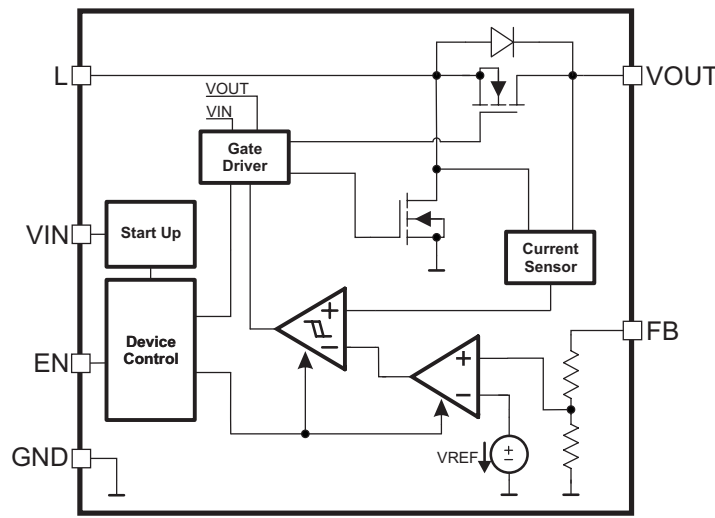 L
VOUT
VOUT
VIN
Gate
Driver
VIN
Start Up
Current
Sensor
Device
Control
EN
FB
+
−
+
−
GND
VREF
+
−